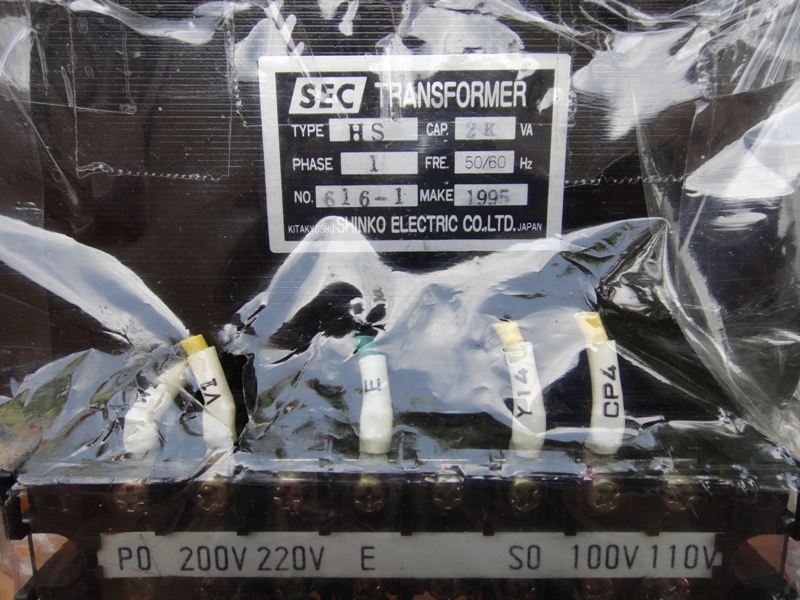 SEC TRANSFORMER
TYPE HS CAP. 2K VA
PHASE 1 FRE. 50/60 Hz
NO. 616-1 MAKE 1995
KITAKYUSHU SHINKO ELECTRIC CO.,LTD. JAPAN
V1 E Y14 CP4
P0 200V 220V E S0 100V 110V